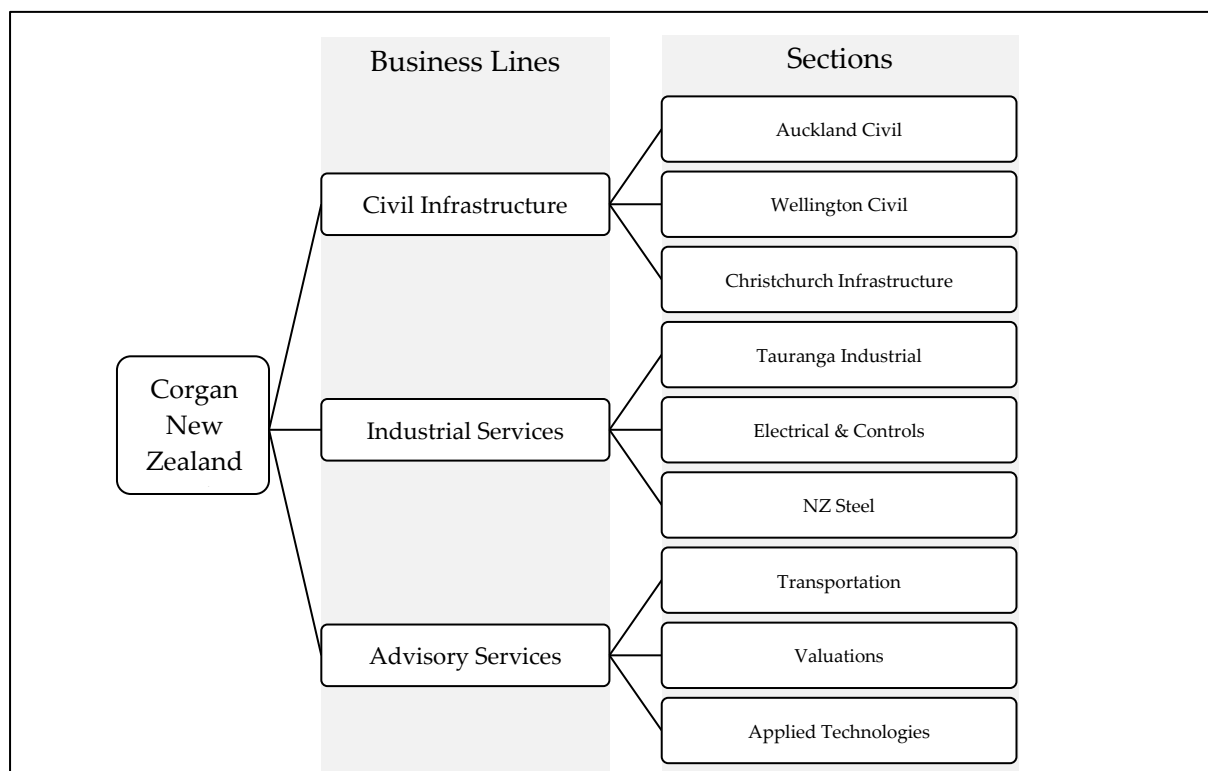 Business Lines
Sections
Corgan
New
Zealand
Civil Infrastructure
Auckland Civil
Wellington Civil
Christchurch Infrastructure
Industrial Services
Tauranga Industrial
Electrical & Controls
NZ Steel
Advisory Services
Transportation
Valuations
Applied Technologies